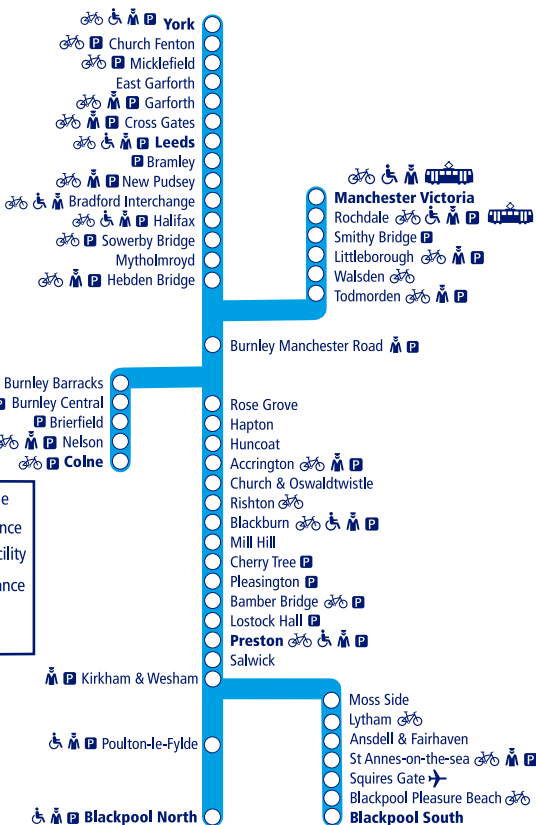 York
Church Fenton
Micklefield
East Garforth
Garforth
Cross Gates
Leeds
Bramley
New Pudsey
Bradford Interchange
Halifax
Sowerby Bridge
Mytholmroyd
Hebden Bridge
Manchester Victoria
Rochdale
Smithy Bridge
Littleborough
Walsden
Todmorden
Burnley Manchester Road
Burnley Barracks
Burnley Central
Brierfield
Nelson
Colne
Rose Grove
Hapton
Huncoat
Accrington
Church & Oswaldtwistle
Rishton
Blackburn
Mill Hill
Cherry Tree
Pleasington
Bamber Bridge
Lostock Hall
Preston
Salwick
Kirkham & Wesham
Poulton-le-Fylde
Blackpool North
Moss Side
Lytham
Ansdell & Fairhaven
St Annes-on-the-sea
Squires Gate
Blackpool Pleasure Beach
Blackpool South